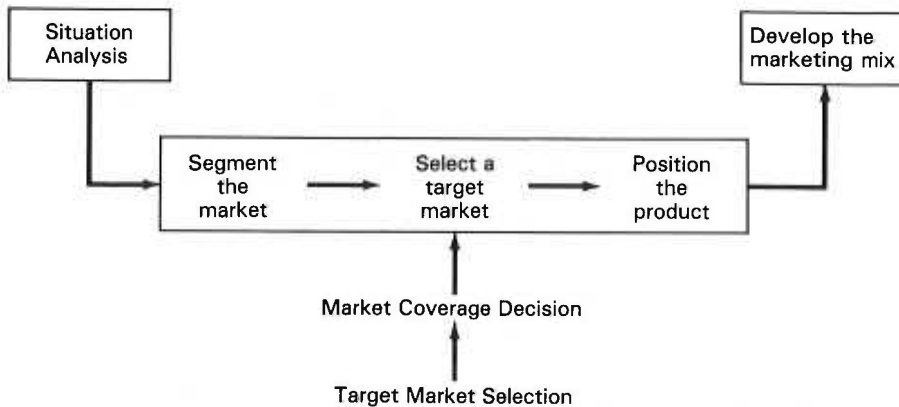 Situation
Analysis
Develop the
marketing mix
Segment
the
market
Select a
target
market
Position
the
product
Market Coverage Decision
Target Market Selection